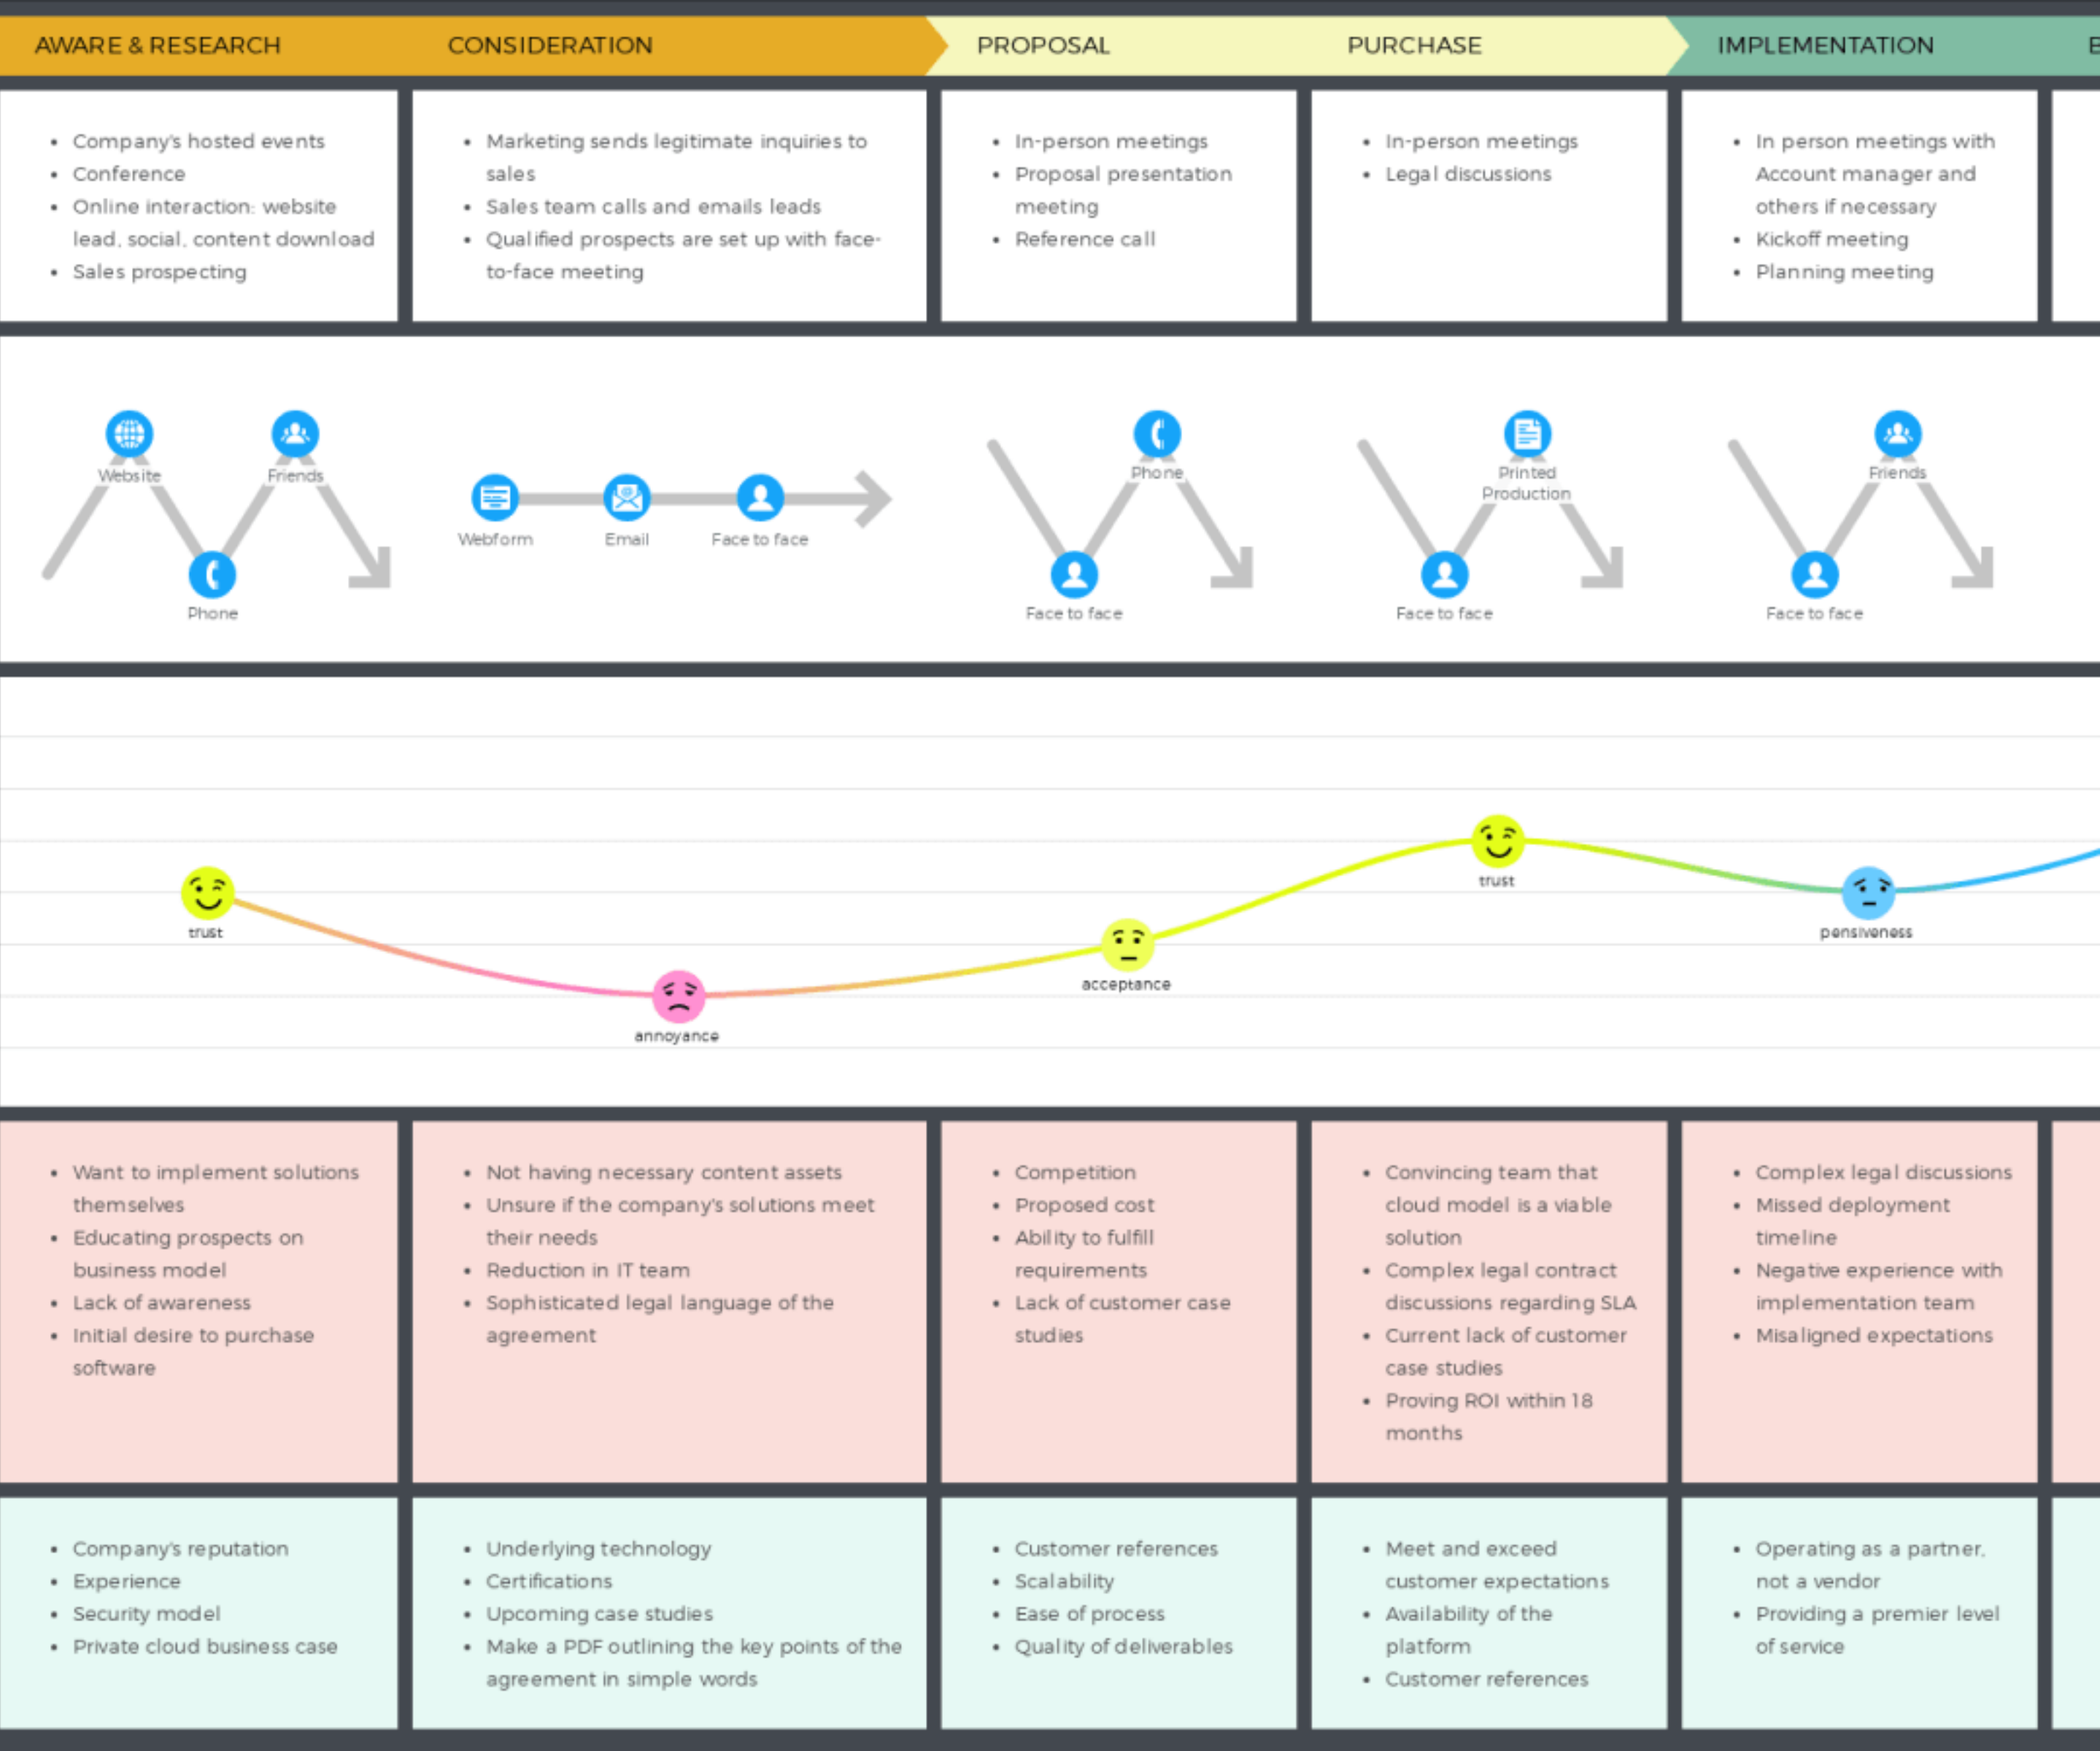 AWARE & RESEARCH
CONSIDERATION
PROPOSAL
PURCHASE
IMPLEMENTATION
• Company's hosted events
• Conference
• Online interaction: website
lead, social, content download
• Sales prospecting
• Marketing sends legitimate inquiries to
sales
• Sales team calls and emails leads
• Qualified prospects are set up with face-
to-face meeting
• In-person meetings
• Proposal presentation
meeting
• Reference call
• In-person meetings
• Legal discussions
• In person meetings with
Account manager and
others if necessary
• Kickoff meeting
• Planning meeting
Website
Friends
Phone
Webform
Email
Face to face
Phone
Face to face
Printed
Production
Face to face
Friends
Face to face
trust
annoyance
acceptance
trust
pensiveness
• Want to implement solutions
themselves
• Educating prospects on
business model
• Lack of awareness
• Initial desire to purchase
software
• Not having necessary content assets
• Unsure if the company's solutions meet
their needs
• Reduction in IT team
• Sophisticated legal language of the
agreement
• Competition
• Proposed cost
• Ability to fulfill
requirements
• Lack of customer case
studies
• Convincing team that
cloud model is a viable
solution
• Complex legal contract
discussions regarding SLA
• Current lack of customer
case studies
• Proving ROI within 18
months
• Complex legal discussions
• Missed deployment
timeline
• Negative experience with
implementation team
• Misaligned expectations
• Company's reputation
• Experience
• Security model
• Private cloud business case
• Underlying technology
• Certifications
• Upcoming case studies
• Make a PDF outlining the key points of the
agreement in simple words
• Customer references
• Scalability
• Ease of process
• Quality of deliverables
• Meet and exceed
customer expectations
• Availability of the
platform
• Customer references
• Operating as a partner,
not a vendor
• Providing a premier level
of service